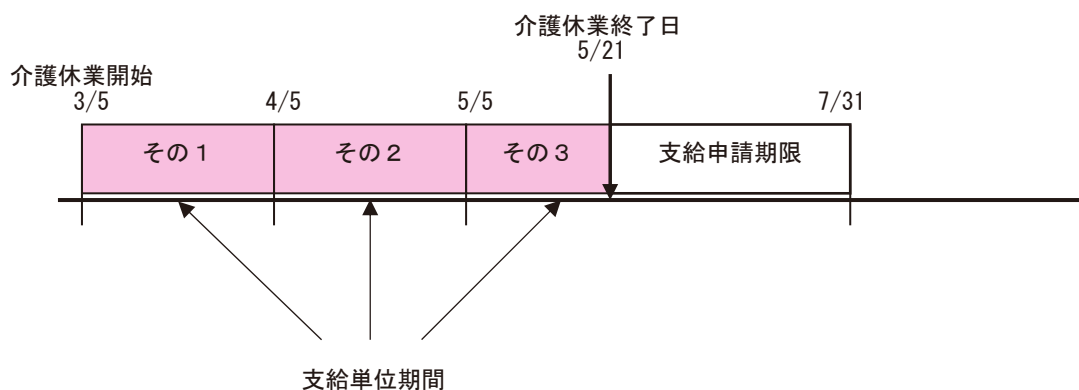 介護休業終了日
5/21
介護休業開始
3/5
4/5
5/5
7/31
その1
その2
その3
支給申請期限
支給単位期間